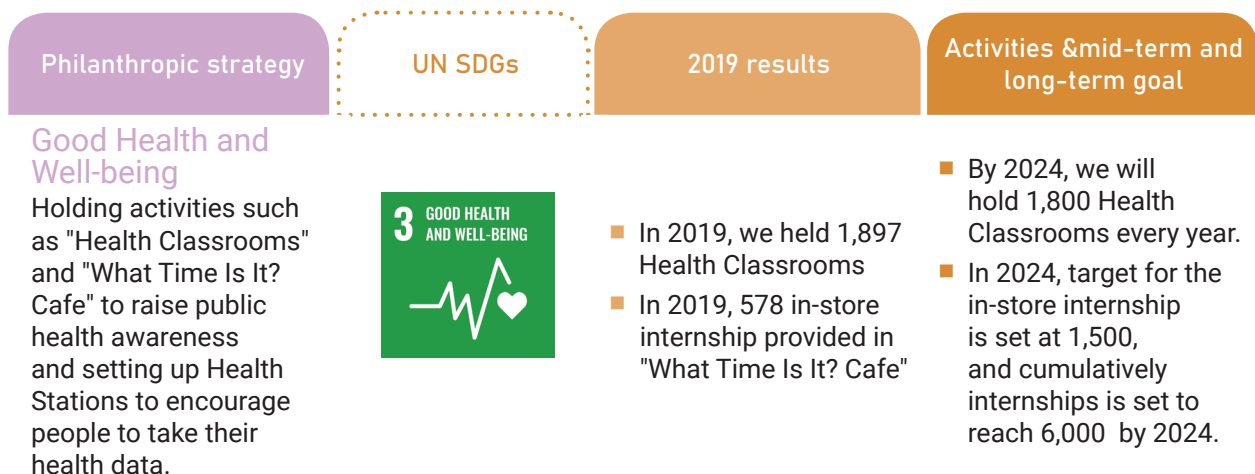 Philanthropic strategy
UN SDGs
2019 results
Activities &mid-term and
long-term goal
Good Health and
Well-being
Holding activities such
as "Health Classrooms"
and "What Time Is It?
Cafe" to raise public
health awareness
and setting up Health
Stations to encourage
people to take their
health data.
3 GOOD HEALTH
AND WELL-BEING
In 2019, we held 1,897
Health Classrooms
In 2019, 578 in-store
internship provided in
"What Time Is It? Cafe"
By 2024, we will
hold 1,800 Health
Classrooms every year.
In 2024, target for the
in-store internship
is set at 1,500,
and cumulatively
internships is set to
reach 6,000 by 2024.